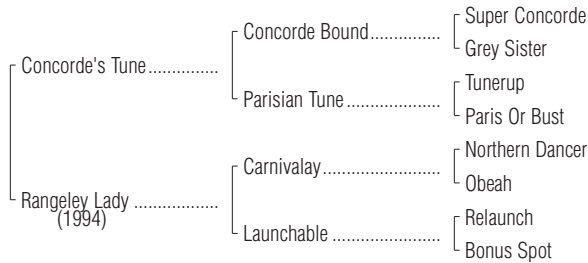 Super Concorde
Concorde Bound...............
Grey Sister
Concorde's Tune...............
Tunerup
Parisian Tune ....................
Paris Or Bust
Northern Dancer
Carnivalay.........................
Obeah
Rangeley Lady ..................
(1994)
Relaunch
Launchable .......................
Bonus Spot